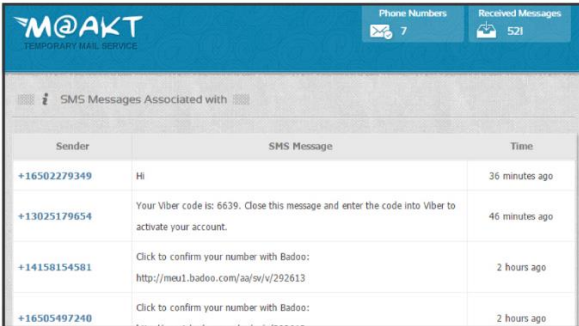 M@AKT
TEMPORARY MAIL SERVICE
Phone Numbers
7
Received Messages
521
SMS Messages Associated with
Sender SMS Message Time
+16502279349 Hi 36 minutes ago
+13025179654 Your Viber code is: 6639. Close this message and enter the code into Viber to
activate your account. 46 minutes ago
+14158154581 Click to confirm your number with Badoo:
http://meu1.badoo.com/aa/sv/v/292613 2 hours ago
+16505497240 Click to confirm your number with Badoo:
2 hours ago